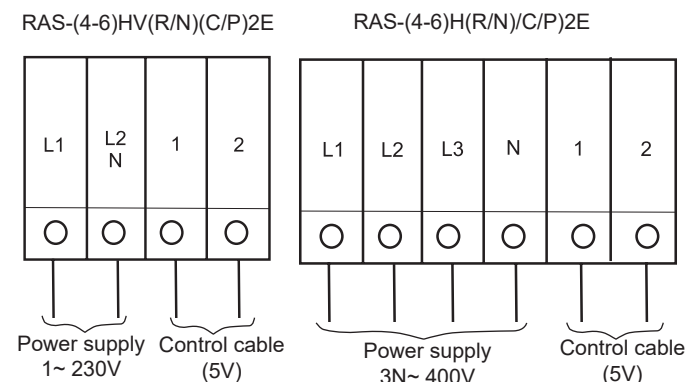 RAS-(4-6)HV(R/N)(C/P)2E
RAS-(4-6)H(R/N)/C/P)2E
L1
L2
N
1
2
L1
L2
L3
N
1
2
Power supply
1~ 230V
Control cable
(5V)
Power supply
3N~ 400V
Control cable
(5V)